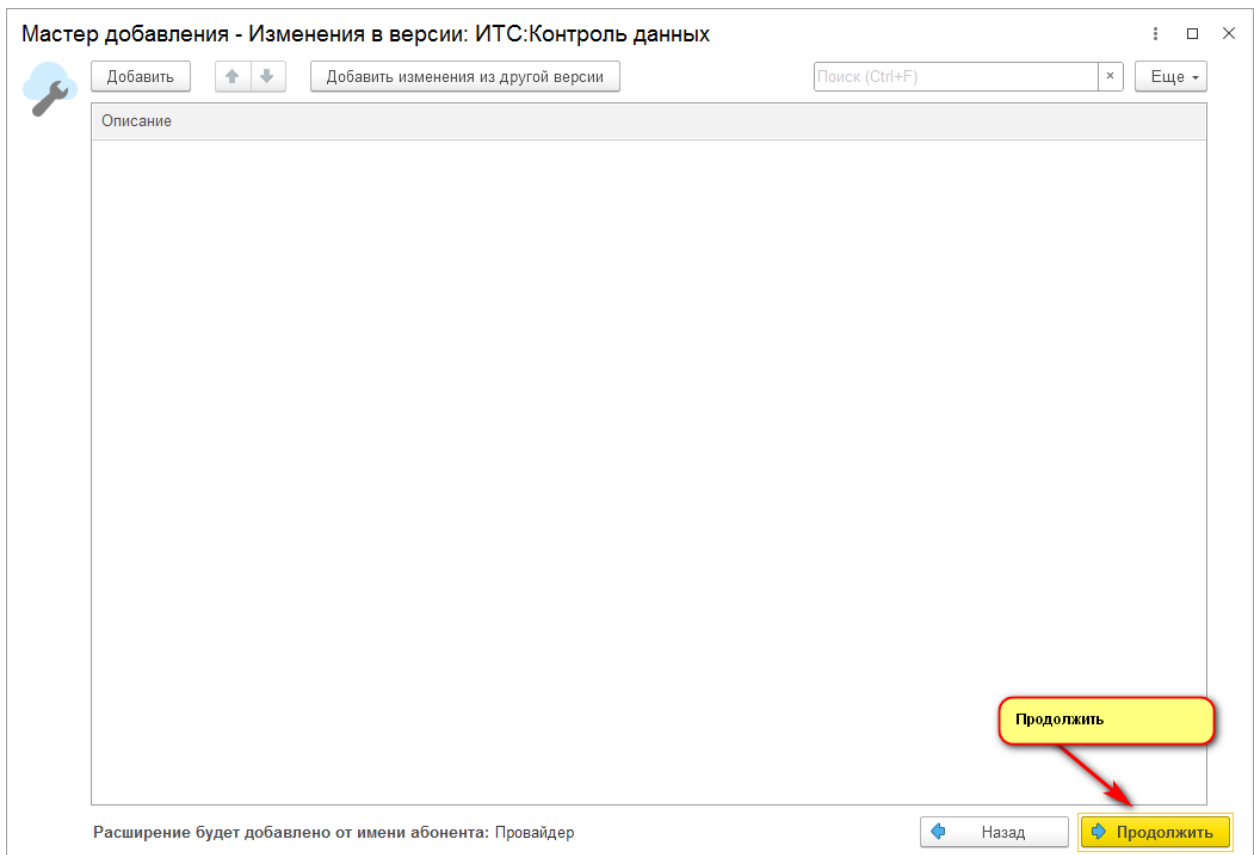 Мастер добавления - Изменения в версии: ИТС:Контроль данных
Добавить
Добавить изменения из другой версии
Поиск (Ctrl+F)
Еще
Описание
Продолжить
Расширение будет добавлено от имени абонента: Провайдер
Назад
Продолжить